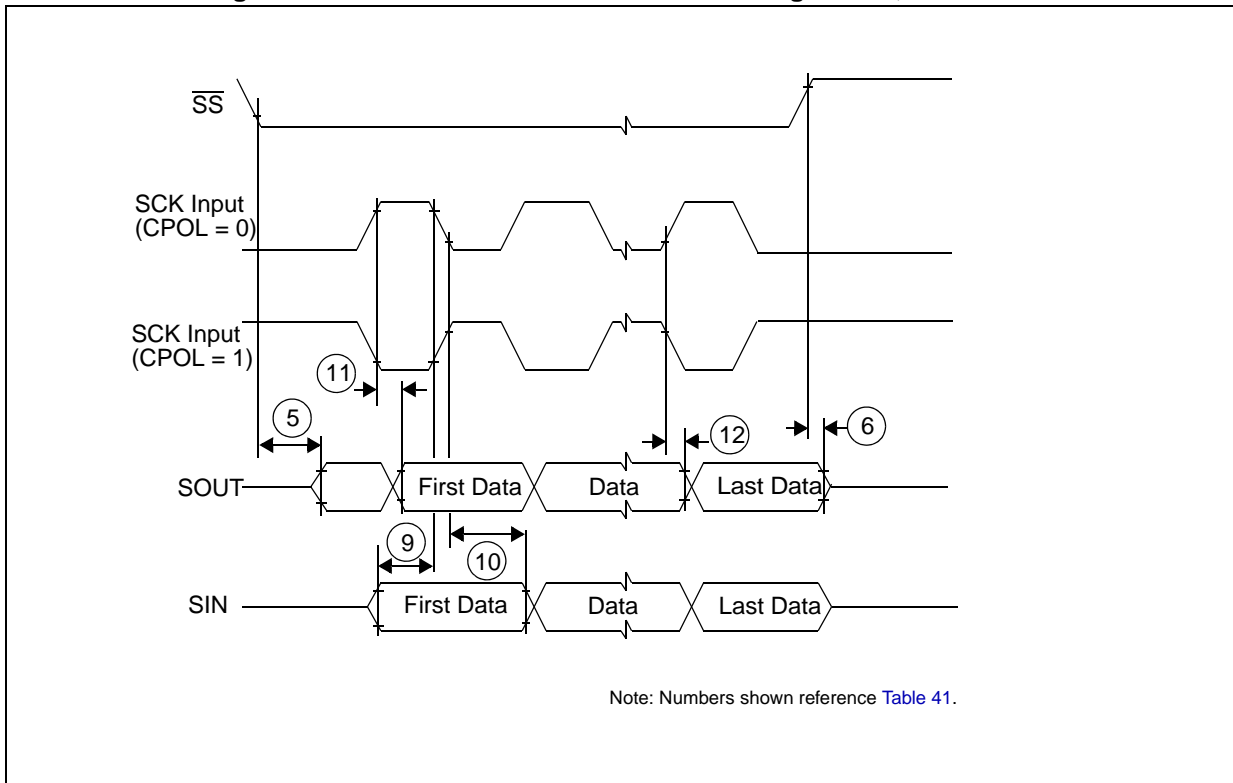 SS
SCK Input
(CPOL = 0)
SCK Input
(CPOL = 1)
11
5
12
6
SOUT
First Data
Data
Last Data
9
10
SIN
First Data
Data
Last Data
Note: Numbers shown reference Table 41.